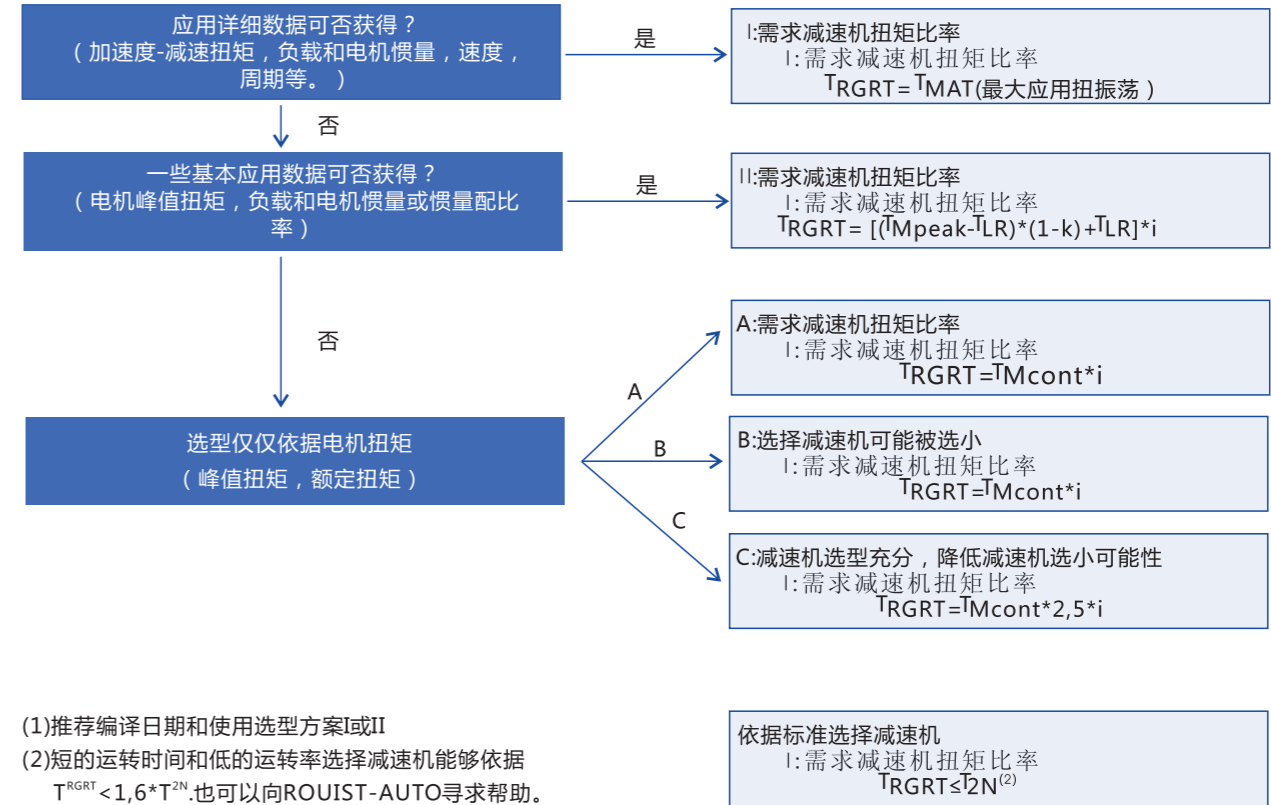 应用详细数据可否获得？
（加速度-减速扭矩，负载和电机惯量，速度，
周期等。）
是
I:需求减速机扭矩比率
I:需求减速机扭矩比率
TRGRT=TMAT(最大应用扭振荡）
否
一些基本应用数据可否获得？
（电机峰值扭矩，负载和电机惯量或惯量配比
率）
是
II:需求减速机扭矩比率
I:需求减速机扭矩比率
TRGRT= [(TMpeak-TLR)*(1-k)+TLR]*i
否
选型仅仅依据电机扭矩
（峰值扭矩，额定扭矩）
A
A:需求减速机扭矩比率
I:需求减速机扭矩比率
TRGRT=TMcont*i
B
B:选择减速机可能被选小
I:需求减速机扭矩比率
TRGRT=TMcont*i
C
C:减速机选型充分，降低减速机选小可能性
I:需求减速机扭矩比率
TRGRT=TMcont*2,5*i
(1)推荐编译日期和使用选型方案I或II
(2)短的运转时间和低的运转率选择减速机能够依据
TRGRT<1,6*T2N.也可以向ROUIST-AUTO寻求帮助。
依据标准选择减速机
I:需求减速机扭矩比率
TRGRT≤T2N(2)